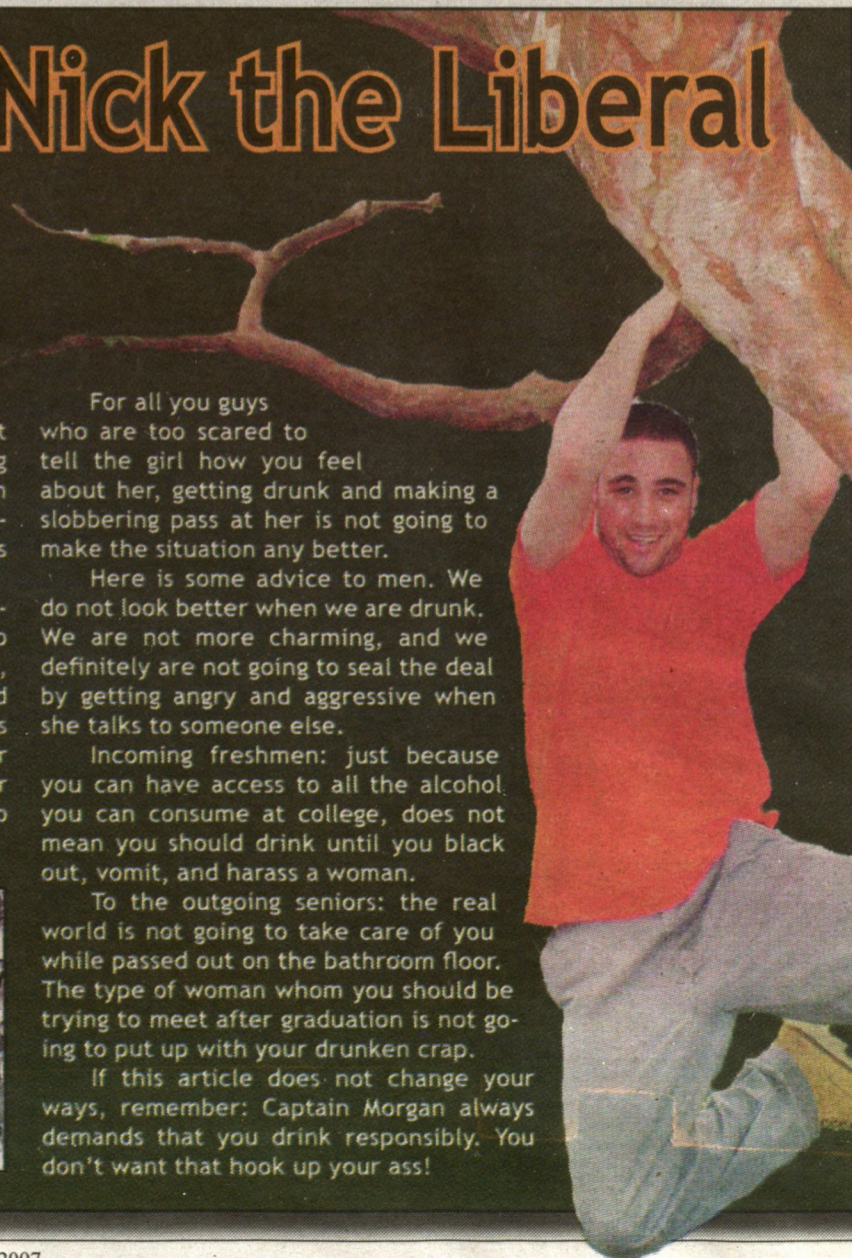 Nick the Liberal
For all you guys
who are too scared to
tell the girl how you feel
about her, getting drunk and making a
slobbering pass at her is not going to
make the situation any better.
Here is some advice to men. We
do not look better when we are drunk.
We are not more charming, and we
definitely are not going to seal the deal
by getting angry and aggressive when
she talks to someone else.
Incoming freshmen: just because
you can have access to all the alcohol
you can consume at college, does not
mean you should drink until you black
out, vomit, and harass a woman.
To the outgoing seniors: the real
world is not going to take care of you
while passed out on the bathroom floor.
The type of woman whom you should be
trying to meet after graduation is not go-
ing to put up with your drunken crap.
If this article does not change your
ways, remember: Captain Morgan always
demands that you drink responsibly. You
don't want that hook up your ass!